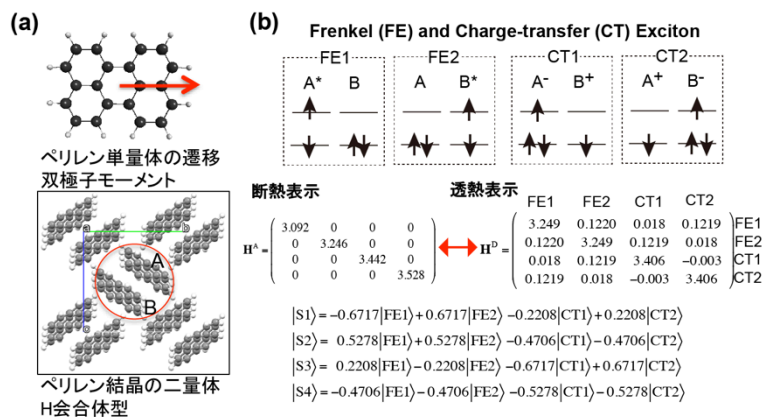 (a)
ペリレン単量体の遷移
双極子モーメント
A
B
ペリレン結晶の二量体
H会合体型
(b)
Frenkel (FE) and Charge-transfer (CT) Exciton
FE1 FE2 CT1 CT2
A* B A B* A⁻ B⁺ A⁺ B⁻
断熱表示 透熱表示
FE1 FE2 CT1 CT2
Hᴬ = ( 3.092 0 0 0
0 3.246 0 0
0 0 3.442 0
0 0 0 3.528 )
Hᴰ = ( 3.249 0.1220 0.018 0.1219 ) FE1
0.1220 3.249 0.1219 0.018 FE2
0.018 0.1219 3.406 −0.003 CT1
0.1219 0.018 −0.003 3.406 CT2
|S1⟩ = −0.6717|FE1⟩ + 0.6717|FE2⟩ −0.2208|CT1⟩ + 0.2208|CT2⟩
|S2⟩ = 0.5278|FE1⟩ + 0.5278|FE2⟩ −0.4706|CT1⟩ − 0.4706|CT2⟩
|S3⟩ = 0.2208|FE1⟩ − 0.2208|FE2⟩ −0.6717|CT1⟩ + 0.6717|CT2⟩
|S4⟩ = −0.4706|FE1⟩ − 0.4706|FE2⟩ −0.5278|CT1⟩ − 0.5278|CT2⟩